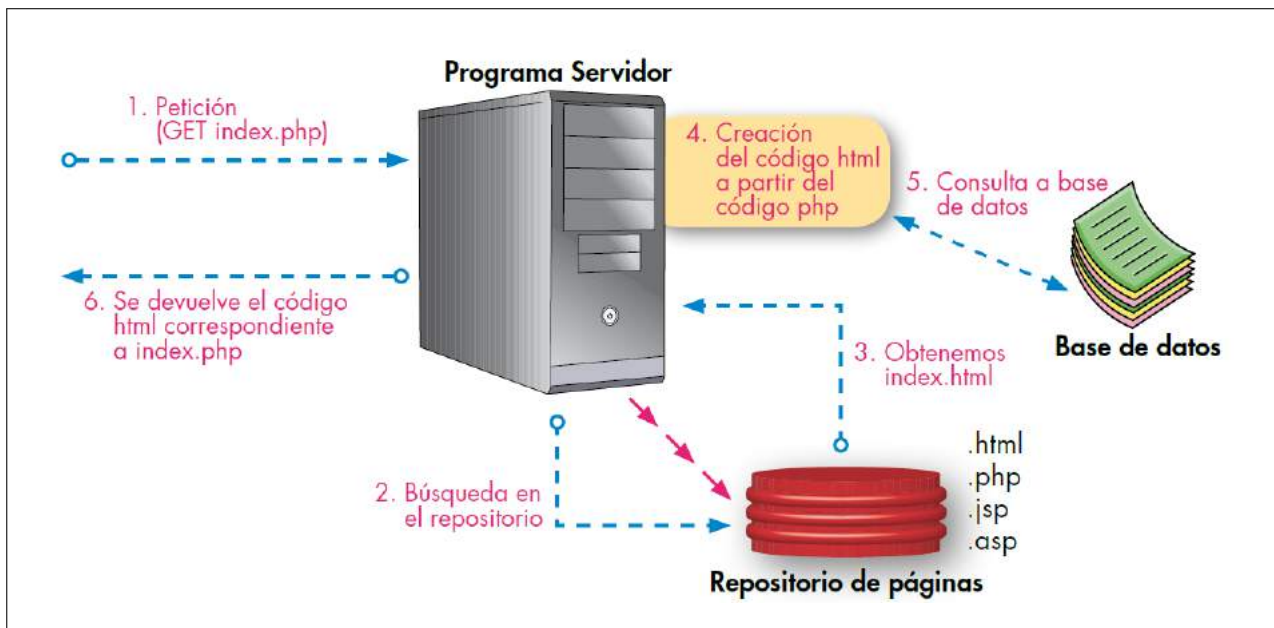 Programa Servidor
1. Petición
(GET index.php)
4. Creación
del código html
a partir del
código php
5. Consulta a base
de datos
6. Se devuelve el código
html correspondiente
a index.php
Base de datos
3. Obtenemos
index.html
2. Búsqueda en
el repositorio
.html
.php
.jsp
.asp
Repositorio de páginas